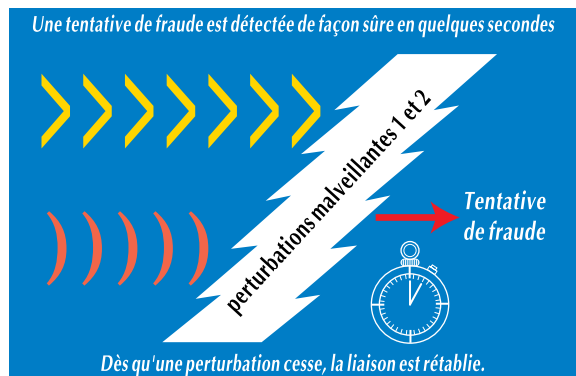 Une tentative de fraude est détectée de façon sûre en quelques secondes
perturbations malveillantes 1 et 2
Tentative
de fraude
Dès qu'une perturbation cesse, la liaison est rétablie.